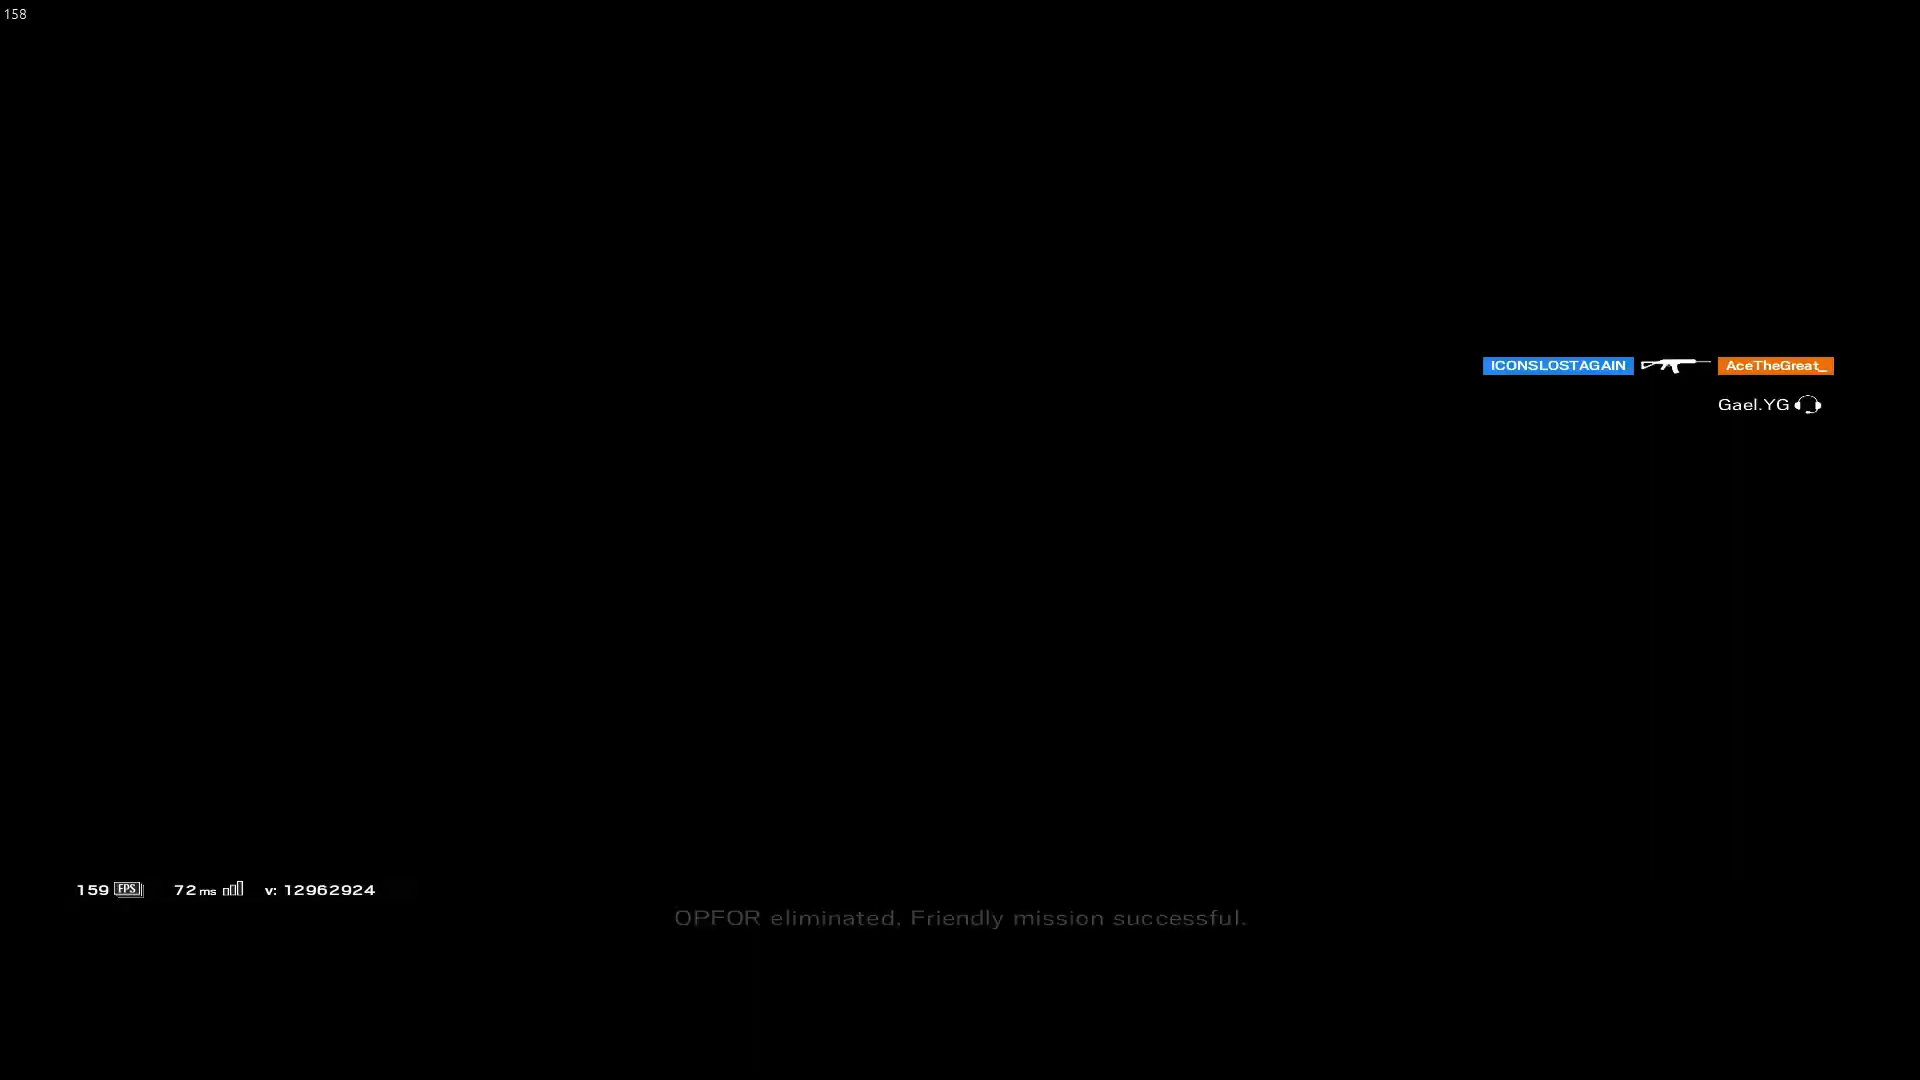 158
ICONSLOSTAGAIN AceTheGreat_
Gael.YG
159 FPS 72 ms v: 12962924
OPFOR eliminated. Friendly mission successful.